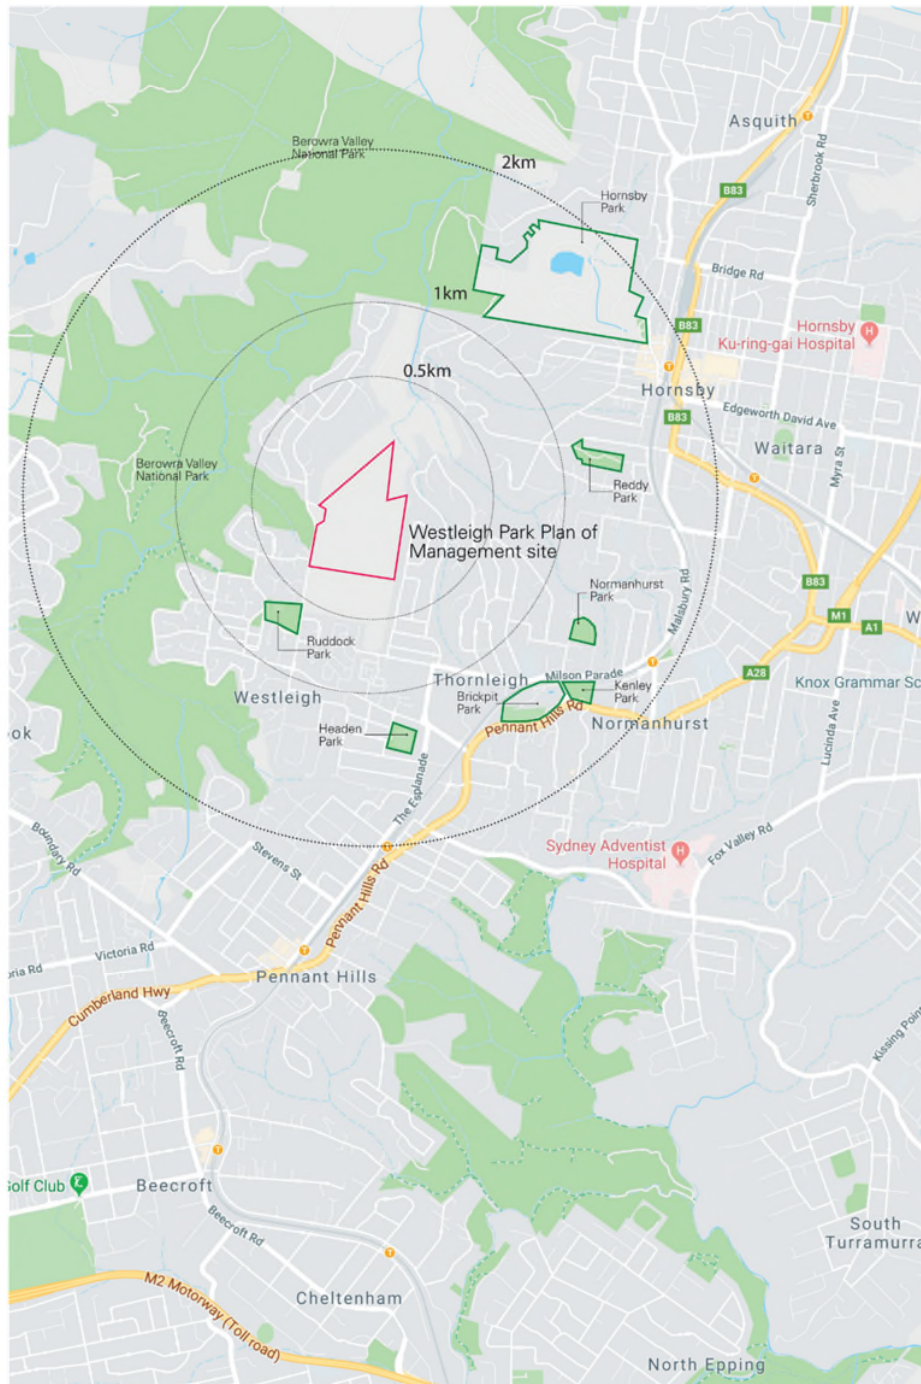 Asquith
Berowra Valley
National Park
2km
Sherbrook Rd
B83
Hornsby
Park
Bridge Rd
1km
B83
Hornsby
Ku-ring-gai Hospital
H
0.5km
Hornsby
Edgeworth David Ave
B83
Waitara
Myra St
Berowra Valley
National Park
Reddy
Park
Westleigh Park Plan of
Management site
Normanhurst
Park
Malsbury Rd
B83
M1
A1
W
Ruddock
Park
Milson Parade
A28
Thornleigh
Knox Grammar Sc
Westleigh
Brickpit
Park
Kenley
Park
Pennant Hills Rd
Normanhurst
Lucinda Ave
Headen
Park
ook
The Esplanade
Boundary Rd
Stevens St
Sydney Adventist
Hospital
H
Fox Valley Rd
Pennant Hills Rd
Victoria Rd
oria Rd
Pennant Hills
Cumberland Hwy
Beecroft Rd
Kissing Point
Golf Club
Beecroft
Beecroft Rd
South
Turramurra
M2 Motorway (Toll road)
Cheltenham
North Epping